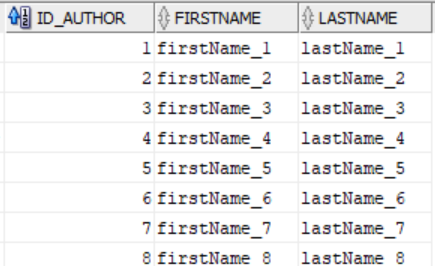 ID_AUTHOR FIRSTNAME LASTNAME
1 firstName_1 lastName_1
2 firstName_2 lastName_2
3 firstName_3 lastName_3
4 firstName_4 lastName_4
5 firstName_5 lastName_5
6 firstName_6 lastName_6
7 firstName_7 lastName_7
8 firstName_8 lastName_8